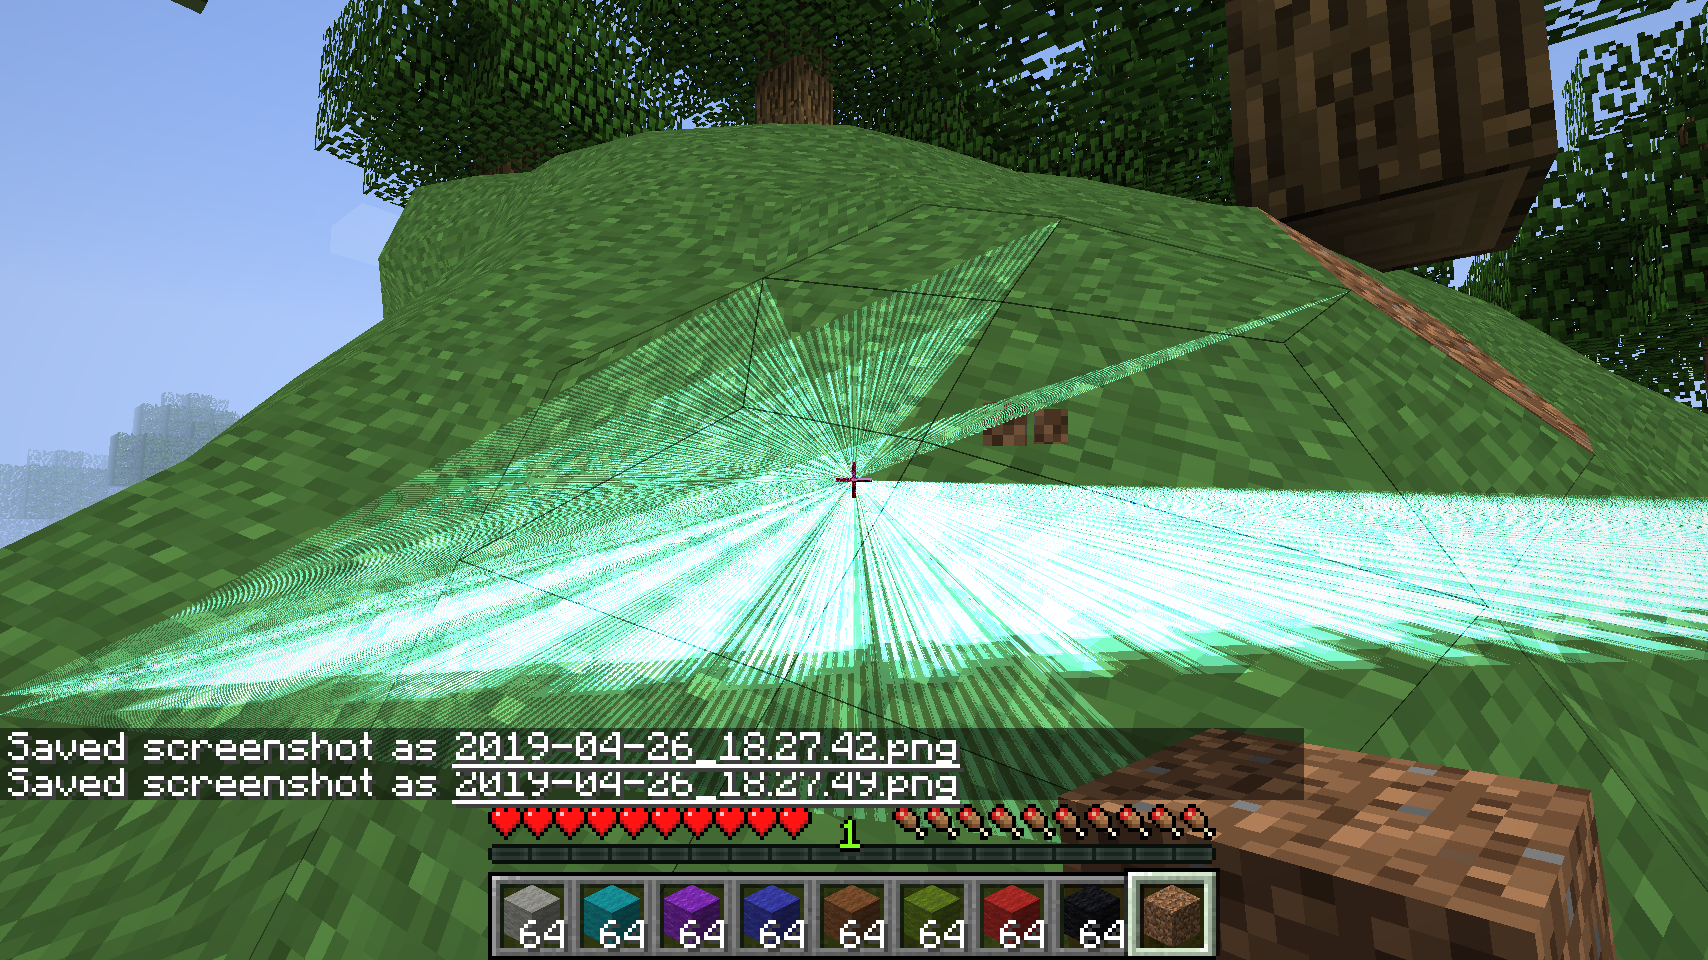 Saved screenshot as 2019-04-26_18.27.42.png
Saved screenshot as 2019-04-26_18.27.49.png
1
64 64 64 64 64 64 64 64